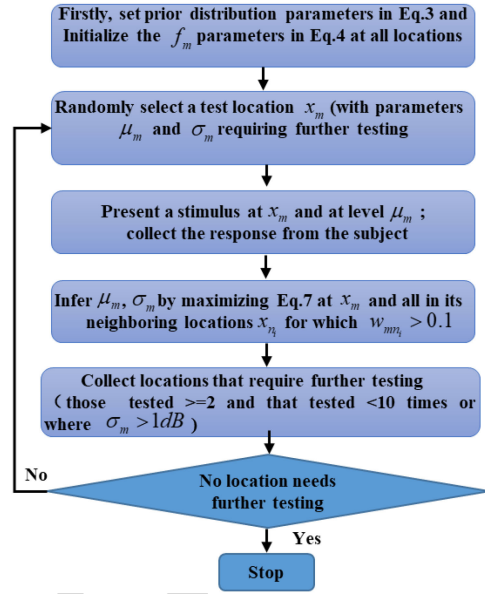 Firstly, set prior distribution parameters in Eq.3 and
Initialize the f_m parameters in Eq.4 at all locations
Randomly select a test location x_m (with parameters
μ_m and σ_m requiring further testing
Present a stimulus at x_m and at level μ_m ;
collect the response from the subject
Infer μ_m, σ_m by maximizing Eq.7 at x_m and all in its
neighboring locations x_{n_i} for which w_{mn_i} > 0.1
Collect locations that require further testing
（those tested >=2 and that tested <10 times or
where σ_m > 1dB )
No
No location needs
further testing
Yes
Stop